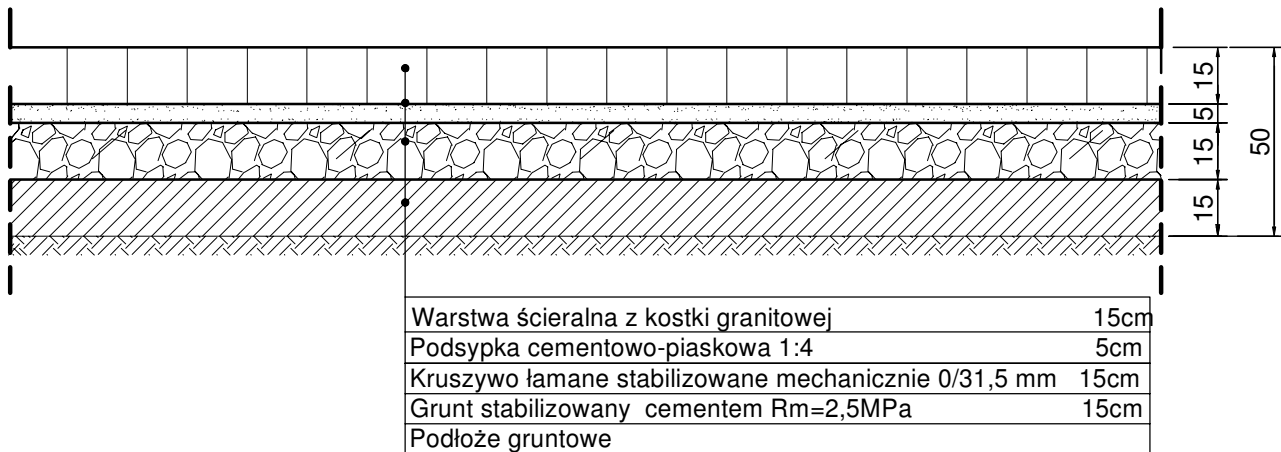 15
5
15
15
50
Warstwa ścieralna z kostki granitowej 15cm
Podsypka cementowo-piaskowa 1:4 5cm
Kruszywo łamane stabilizowane mechanicznie 0/31,5 mm 15cm
Grunt stabilizowany cementem Rm=2,5MPa 15cm
Podłoże gruntowe